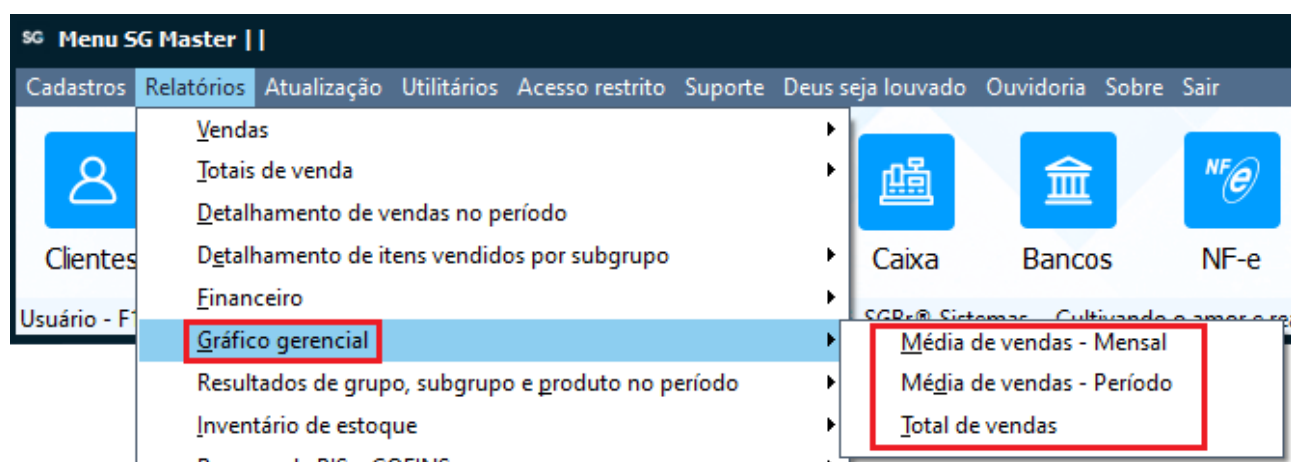 SG Menu SG Master ||
Cadastros Relatórios Atualização Utilitários Acesso restrito Suporte Deus seja louvado Ouvidoria Sobre Sair
Vendas
Totais de venda
Detalhamento de vendas no período
Detalhamento de itens vendidos por subgrupo
Financeiro
Gráfico gerencial
Resultados de grupo, subgrupo e produto no período
Inventário de estoque
NFe
Clientes
Caixa
Bancos
NF-e
Usuário - F1
SGBr® Sistemas Cultivando o amor e
Média de vendas - Mensal
Média de vendas - Período
Total de vendas